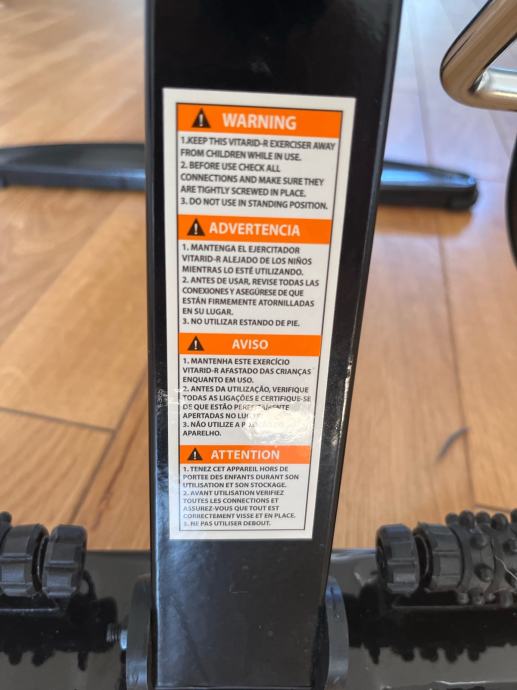 WARNING
1.KEEP THIS VITARID-R EXERCISER AWAY
FROM CHILDREN WHILE IN USE.
2. BEFORE USE CHECK ALL
CONNECTIONS AND MAKE SURE THEY
ARE TIGHTLY SCREWED IN PLACE.
3. DO NOT USE IN STANDING POSITION.
ADVERTENCIA
1. MANTENGA EL EJERCITADOR
VITARID-R ALEJADO DE LOS NIÑOS
MIENTRAS LO ESTÉ UTILIZANDO.
2. ANTES DE USAR, REVISE TODAS LAS
CONEXIONES Y ASEGÚRESE DE QUE
ESTÁN FIRMEMENTE ATORNILLADAS
EN SU LUGAR.
3. NO UTILIZAR ESTANDO DE PIE.
AVISO
1. MANTENHA ESTE EXERCÍCIO
VITARID-R AFASTADO DAS CRIANÇAS
ENQUANTO EM USO.
2. ANTES DA UTILIZAÇÃO, VERIFIQUE
TODAS AS LIGAÇÕES E CERTIFIQUE-SE
DE QUE ESTÃO PERFEITAMENTE
APERTADAS NO
3. NÃO UTILIZE A
APARELHO.
ATTENTION
1. TENEZ CET APPAREIL HORS DE
PORTEE DES ENFANTS DURANT SON
UTILISATION ET SON STOCKAGE.
2. AVANT UTILISATION VERIFIEZ
TOUTES LES CONNECTIONS ET
ASSUREZ-VOUS QUE TOUT EST
CORRECTEMENT VISSE ET EN PLACE.
3. NE PAS UTILISER DEBOUT.